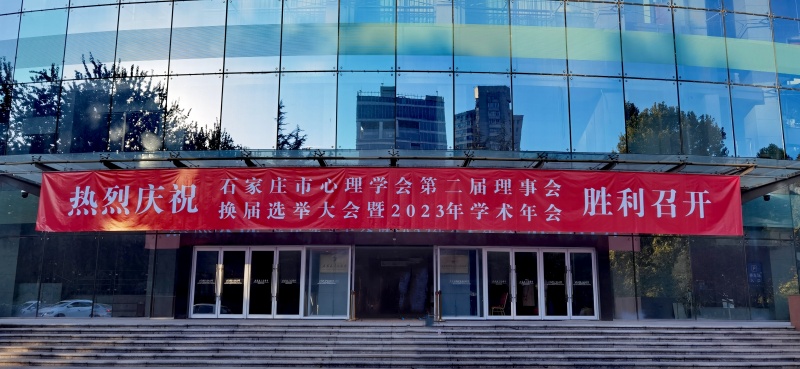 热烈庆祝
石家庄市心理学会第二届理事会
换届选举大会暨2023年学术年会
胜利召开